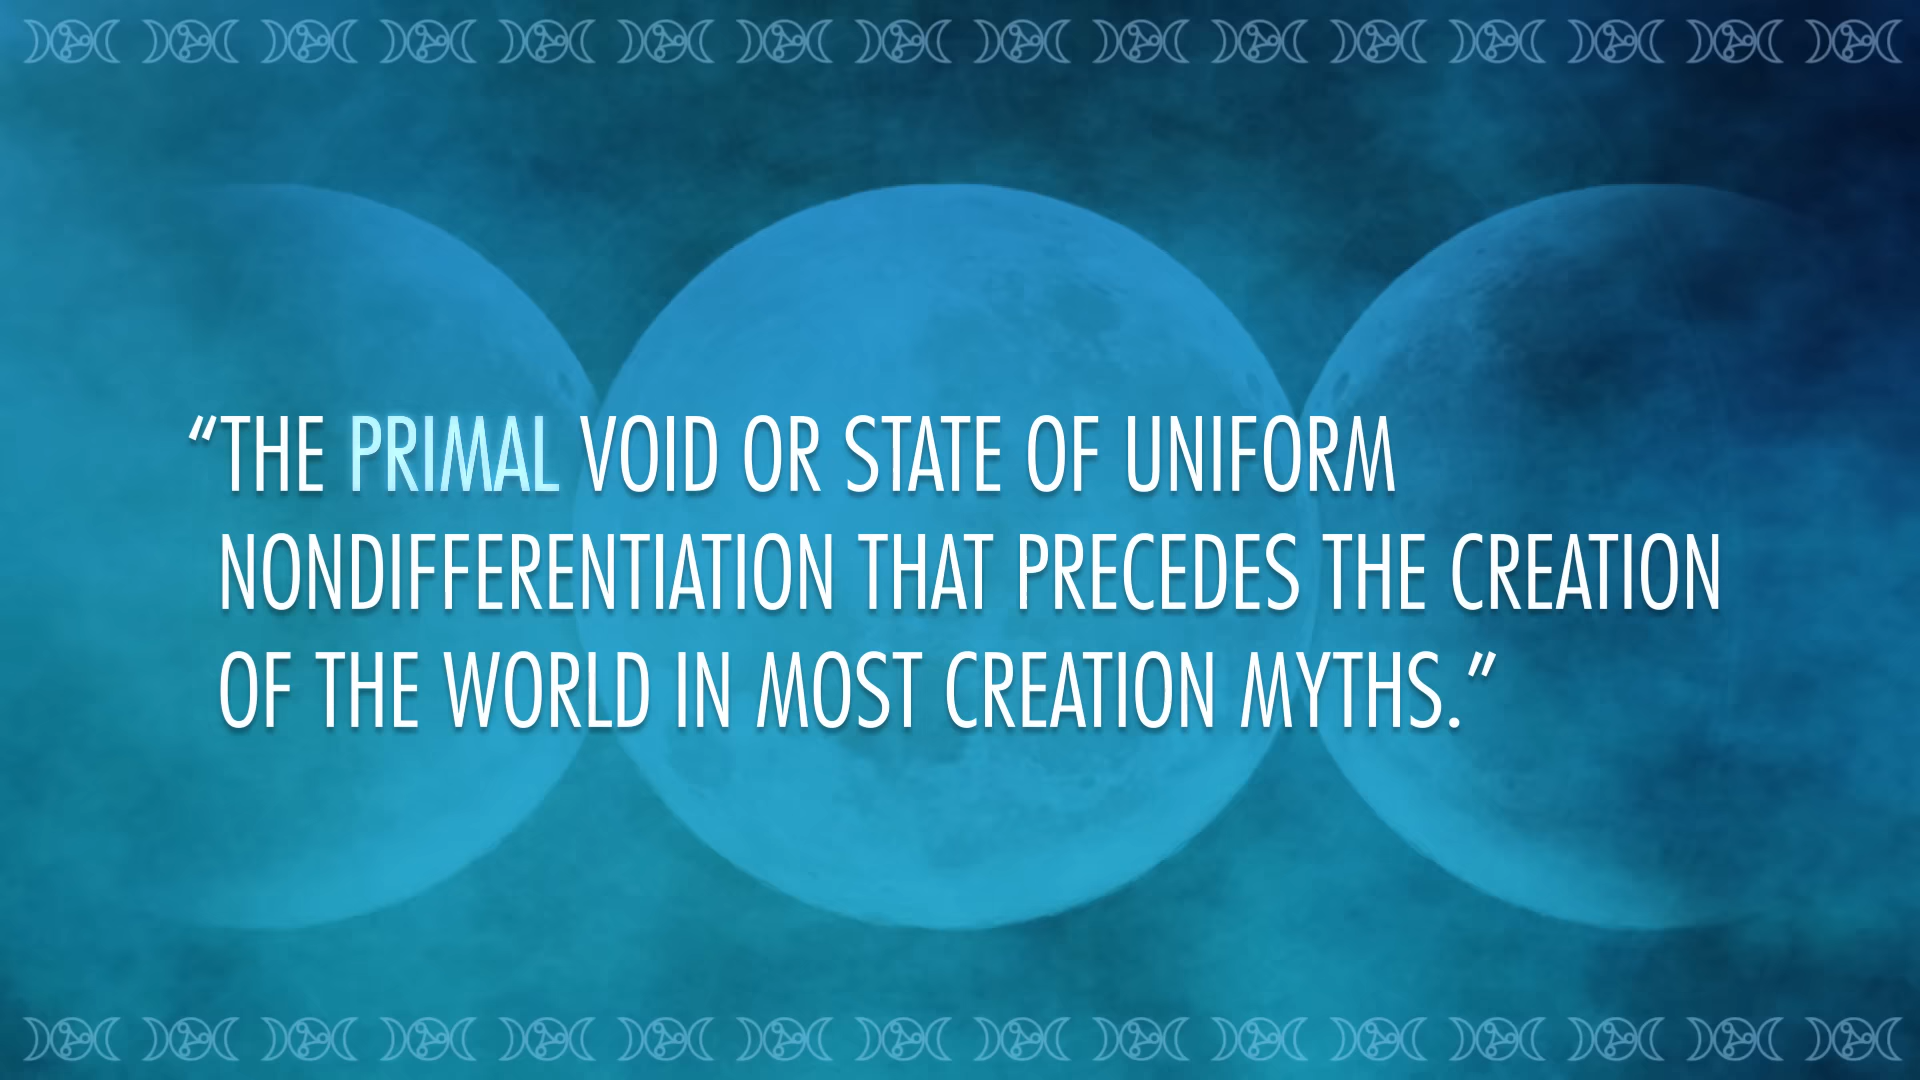 “THE PRIMAL VOID OR STATE OF UNIFORM
NONDIFFERENTIATION THAT PRECEDES THE CREATION
OF THE WORLD IN MOST CREATION MYTHS.”